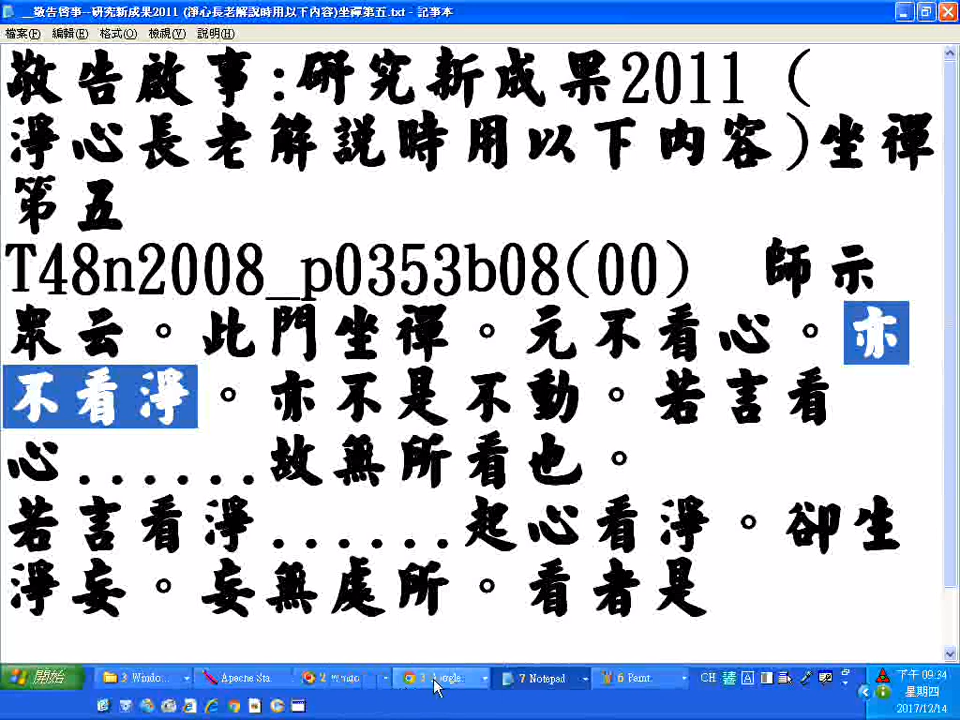 __敬告啓事--研究新成果2011 (淨心長老解說時用以下內容)坐禪第五.txt - 記事本
檔案(F) 編輯(E) 格式(O) 檢視(V) 說明(H)
敬告啟事:研究新成果2011 (
淨心長老解說時用以下內容)坐禪
第五
T48n2008_p0353b08(00) 師示
眾云。此門坐禪。元不看心。亦
不看淨。亦不是不動。若言看
心......故無所看也。
若言看淨......起心看淨。卻生
淨妄。妄無處所。看者是
開始 3 Windo... Apache Sta... 7 Notepad 6 Paint CH 下午 09:34
星期四
2017/12/14